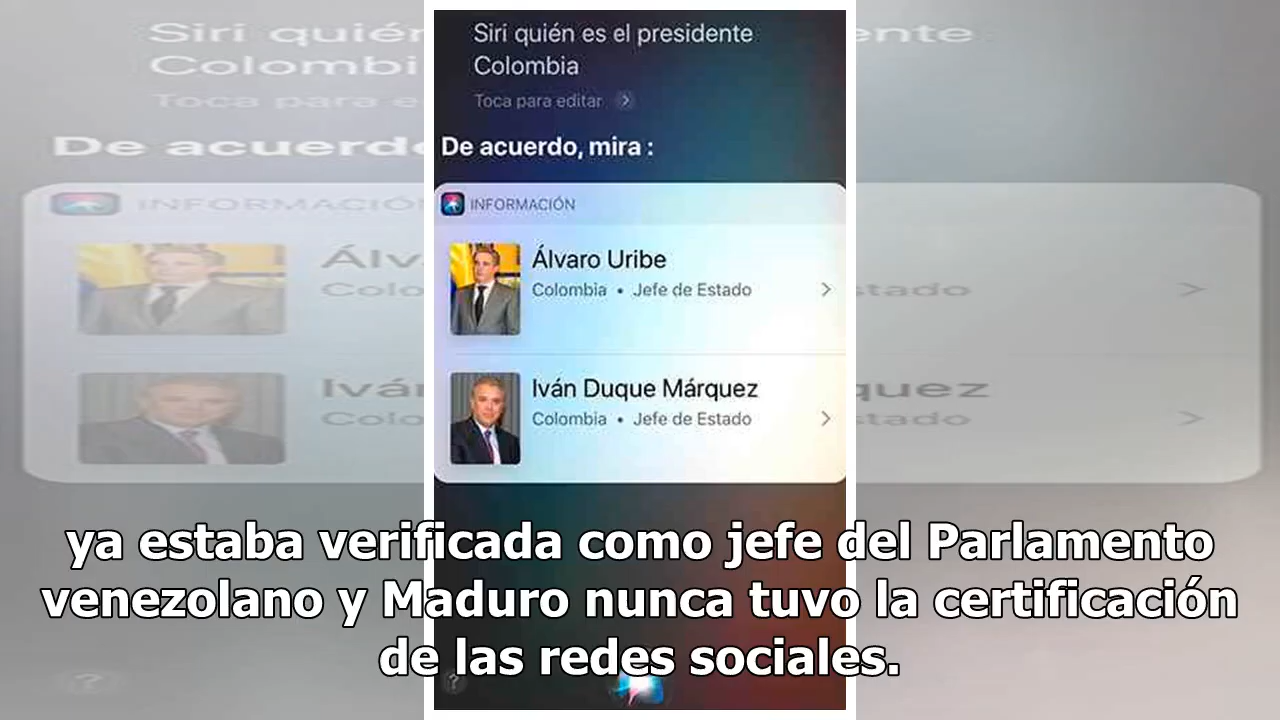 Siri quién es el presidente
Colombia
Toca para editar
De acuerdo, mira :
INFORMACIÓN
Álvaro Uribe
Colombia • Jefe de Estado
Iván Duque Márquez
Colombia • Jefe de Estado
ya estaba verificada como jefe del Parlamento
venezolano y Maduro nunca tuvo la certificación
de las redes sociales.